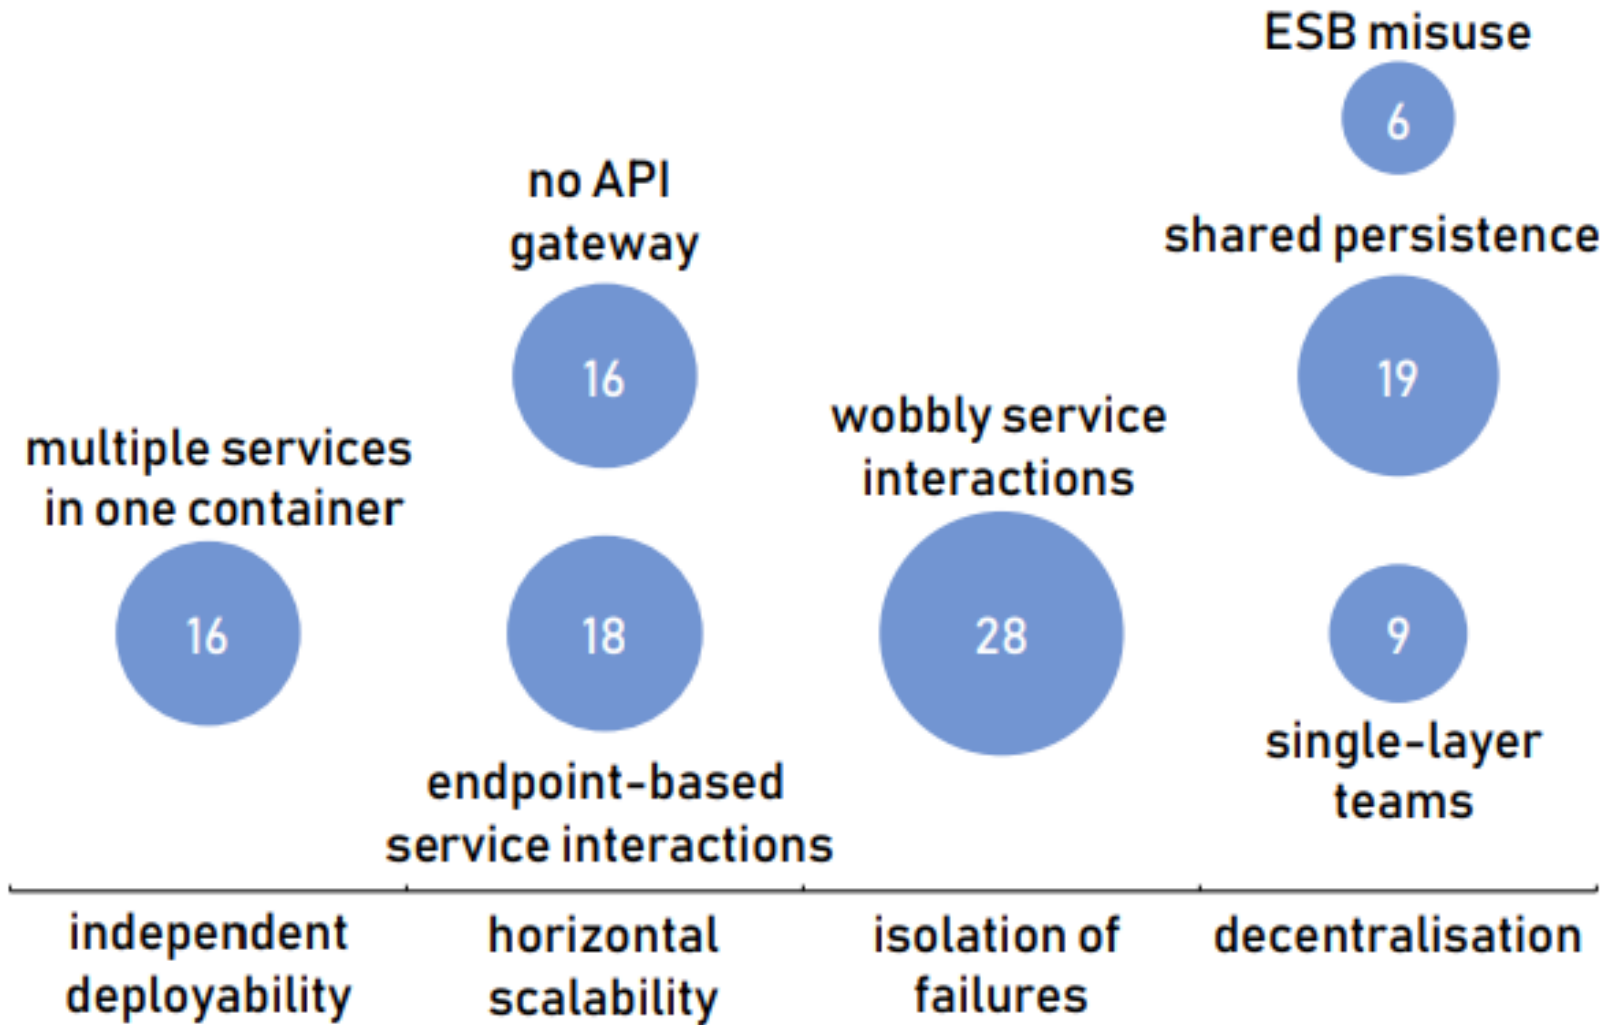 ESB misuse
6
no API
gateway
shared persistence
16
19
wobbly service
interactions
multiple services
in one container
16
18
28
9
endpoint-based
service interactions
single-layer
teams
independent
deployability
horizontal
scalability
isolation of
failures
decentralisation